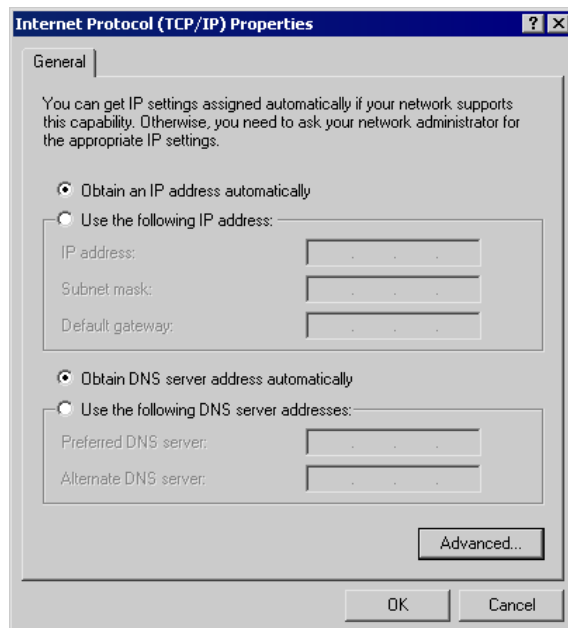 Internet Protocol (TCP/IP) Properties
General
You can get IP settings assigned automatically if your network supports
this capability. Otherwise, you need to ask your network administrator for
the appropriate IP settings.
Obtain an IP address automatically
Use the following IP address:
IP address:
Subnet mask:
Default gateway:
Obtain DNS server address automatically
Use the following DNS server addresses:
Preferred DNS server:
Alternate DNS server:
Advanced...
OK Cancel